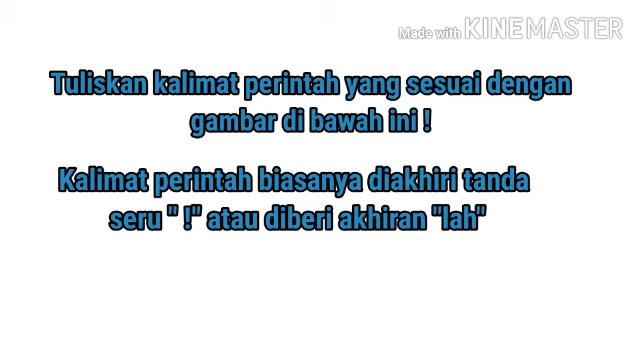 Made with KINEMASTER
Tuliskan kalimat perintah yang sesuai dengan
gambar di bawah ini !
Kalimat perintah biasanya diakhiri tanda
seru " !" atau diberi akhiran "lah"